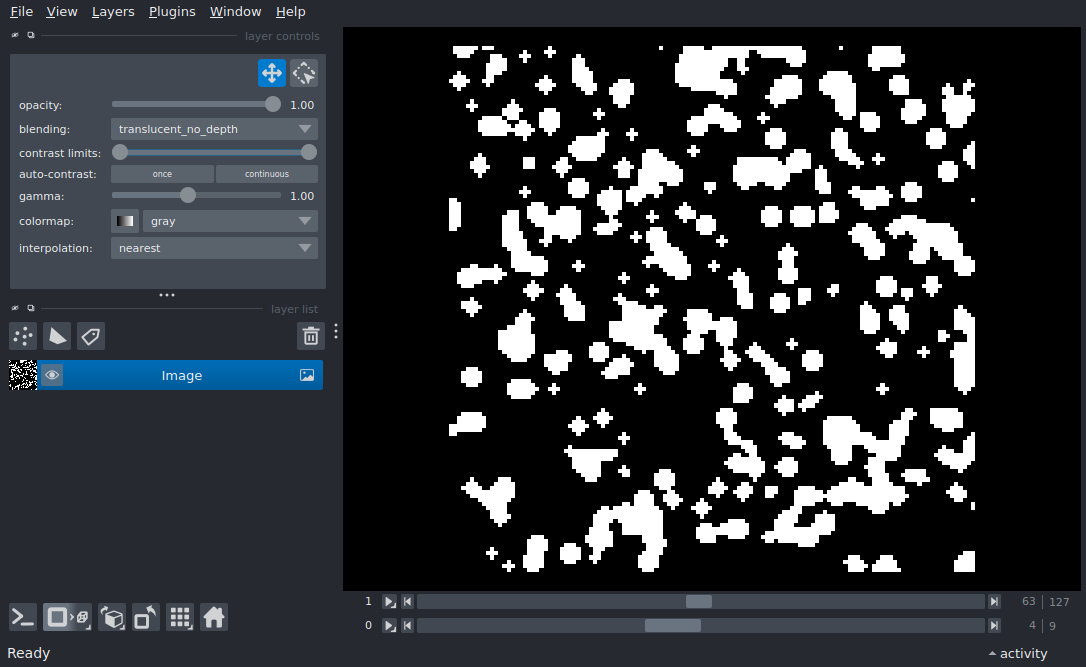 File View Layers Plugins Window Help
layer controls
opacity: 1.00
blending: translucent_no_depth
contrast limits:
auto-contrast: once continuous
gamma: 1.00
colormap: gray
interpolation: nearest
layer list
Image
1 63 127
0 4 9
Ready activity